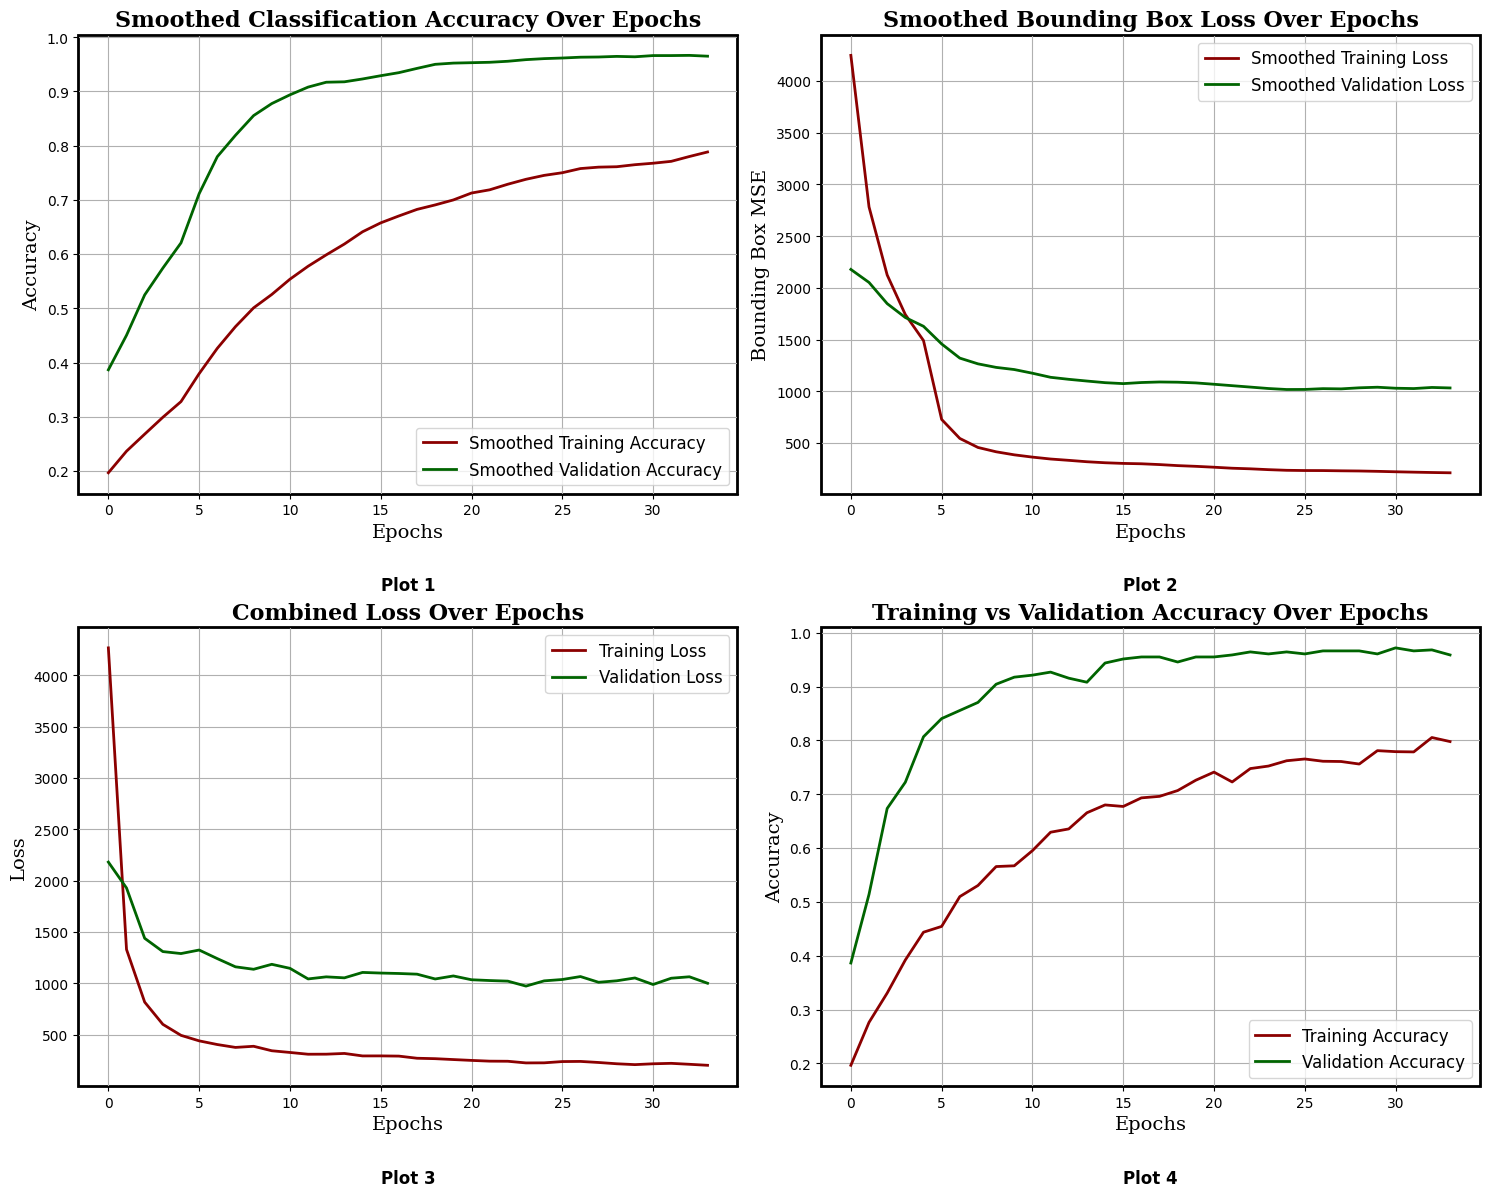 Smoothed Classification Accuracy Over Epochs
1.0
0.9
0.8
0.7
0.6
0.5
0.4
0.3
0.2
Accuracy
Smoothed Training Accuracy
Smoothed Validation Accuracy
0 5 10 15 20 25 30
Epochs
Plot 1
Smoothed Bounding Box Loss Over Epochs
4000
3500
3000
2500
2000
1500
1000
500
Bounding Box MSE
Smoothed Training Loss
Smoothed Validation Loss
0 5 10 15 20 25 30
Epochs
Plot 2
Combined Loss Over Epochs
4000
3500
3000
2500
2000
1500
1000
500
Loss
Training Loss
Validation Loss
0 5 10 15 20 25 30
Epochs
Plot 3
Training vs Validation Accuracy Over Epochs
1.0
0.9
0.8
0.7
0.6
0.5
0.4
0.3
0.2
Accuracy
Training Accuracy
Validation Accuracy
0 5 10 15 20 25 30
Epochs
Plot 4